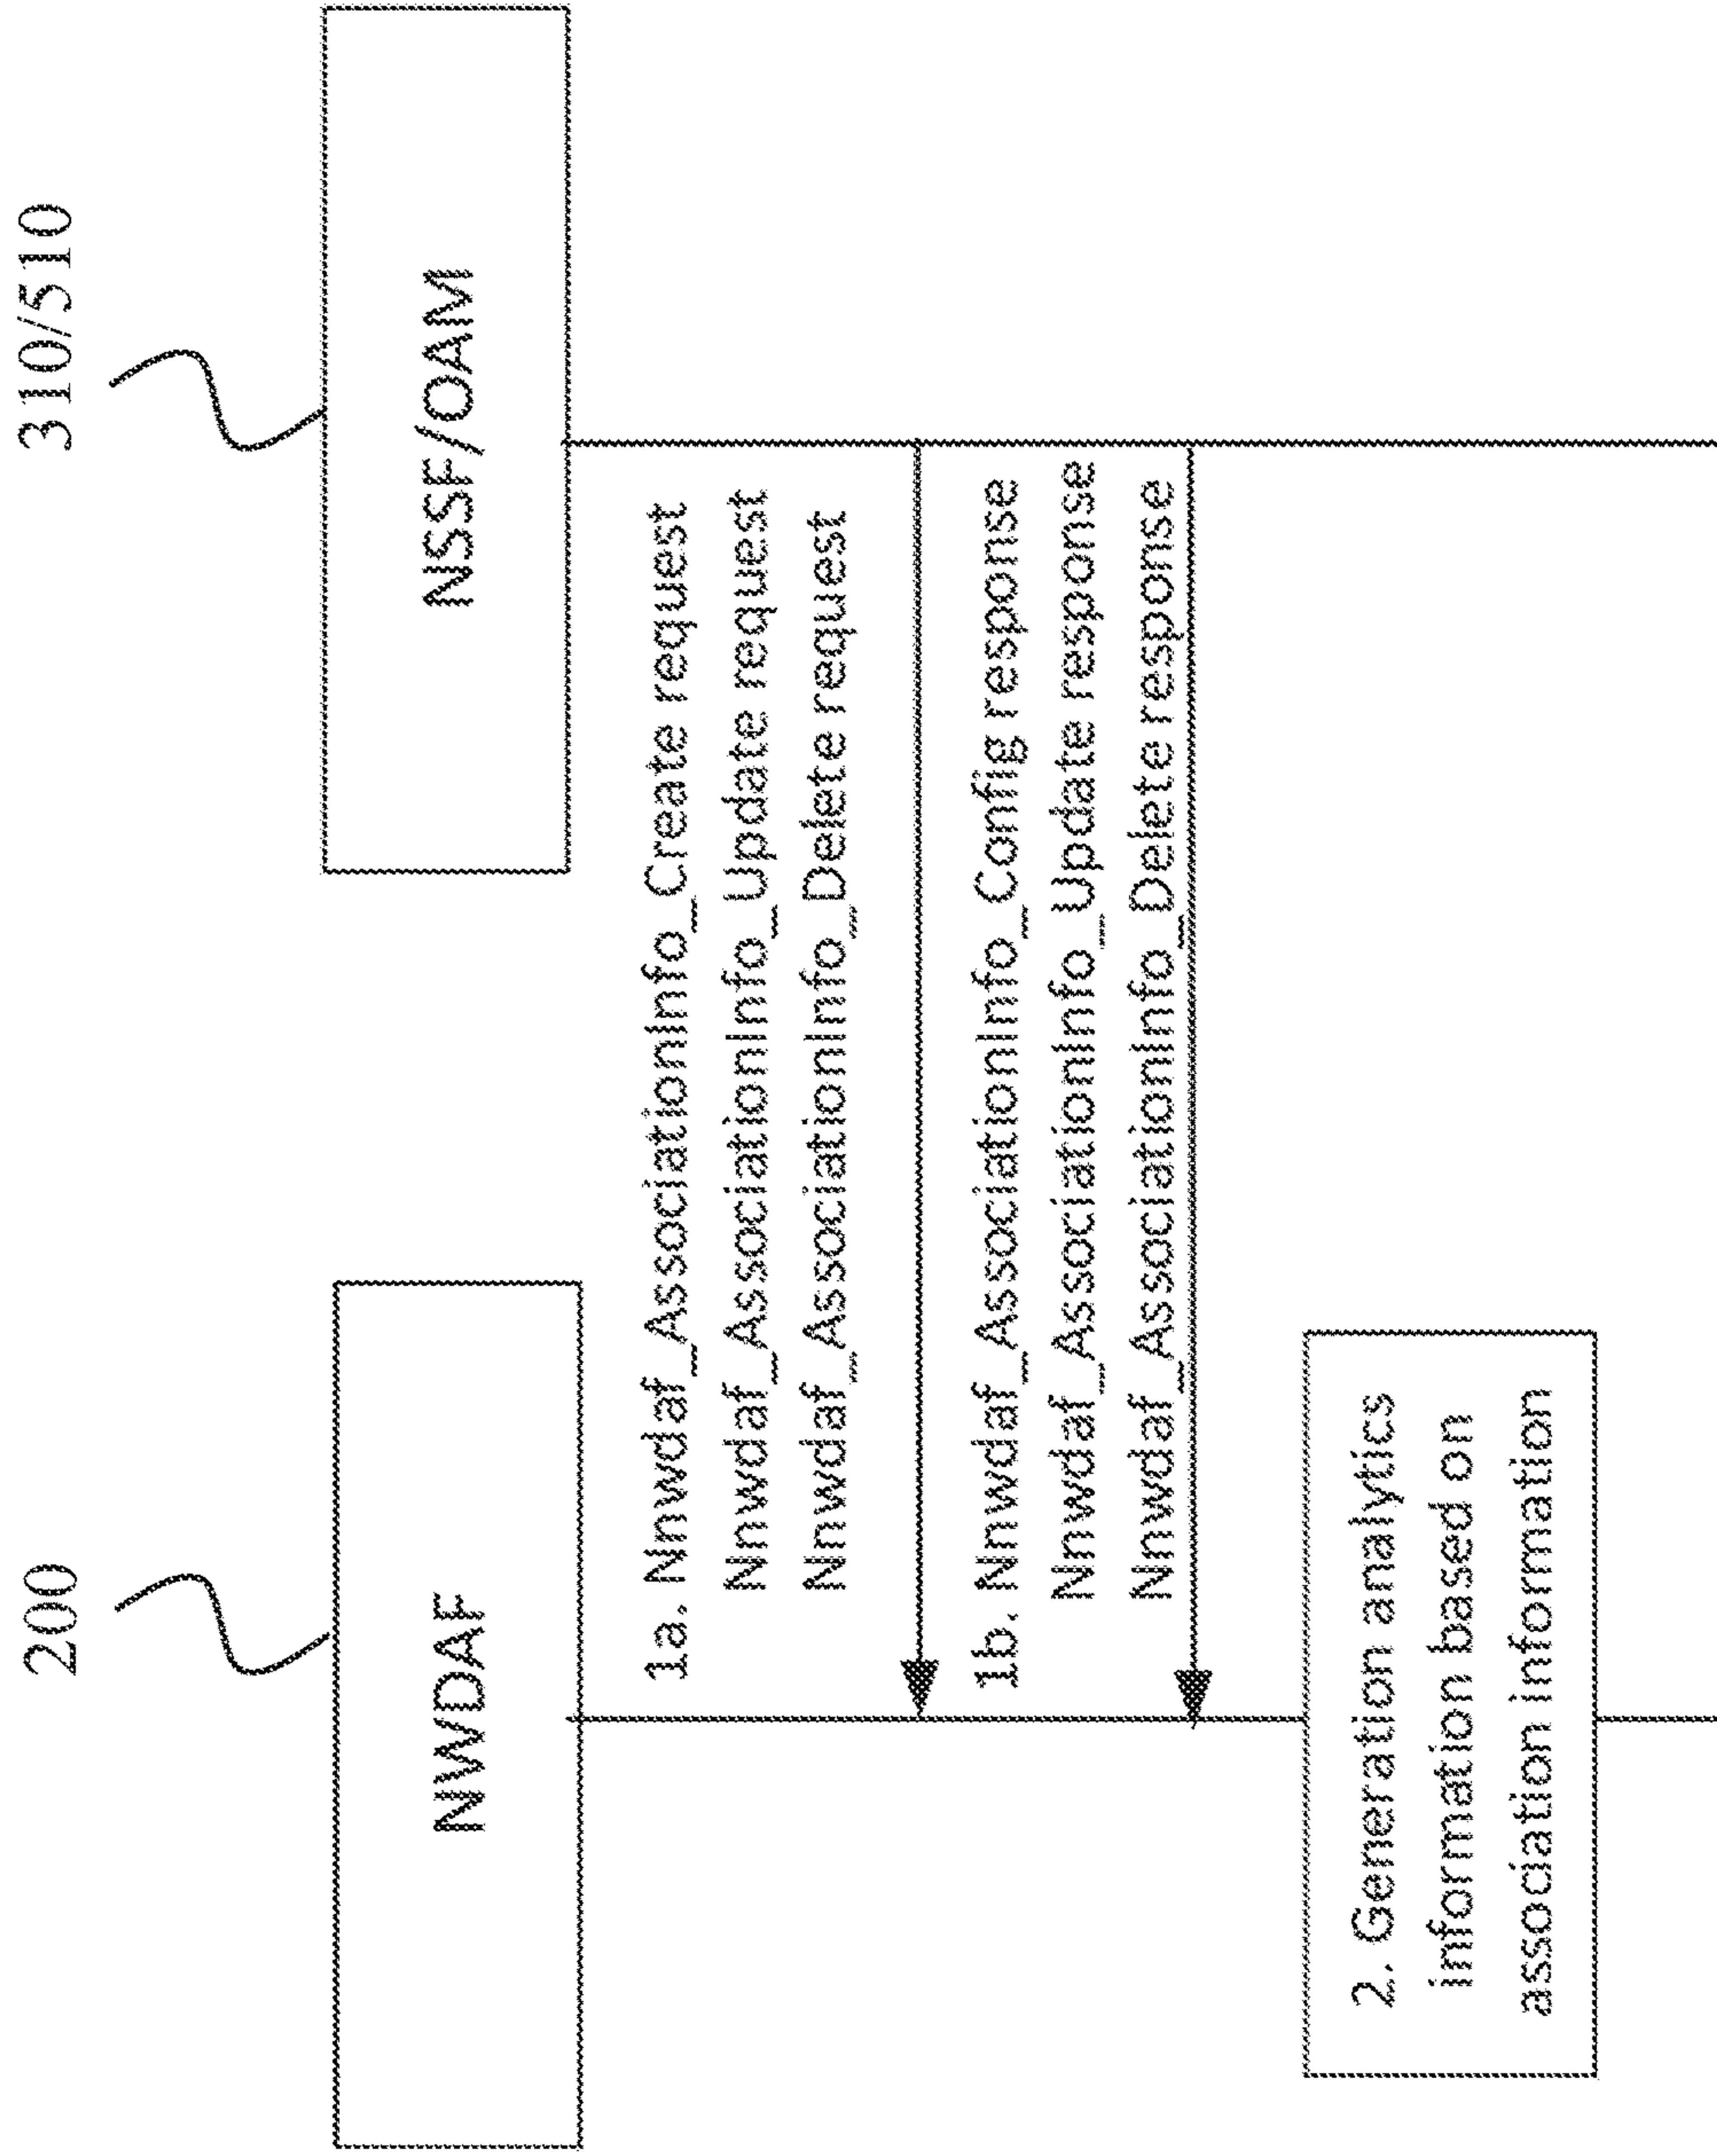 200
310/510
NWDAF
NSSF/OAM
1a. Nnwdaf_AssociationInfo_Create request
Nnwdaf_AssociationInfo_Update request
Nnwdaf_AssociationInfo_Delete request
1b. Nnwdaf_AssociationInfo_Config response
Nnwdaf_AssociationInfo_Update response
Nnwdaf_AssociationInfo_Delete response
2. Generation analytics
information based on
association information